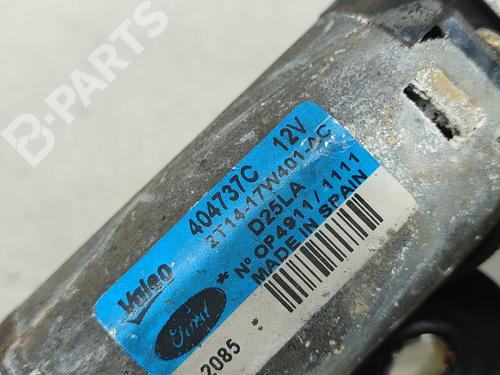 B-PARTS
Valeo
404737C 12V
2T14-17W401-AC
D25LA
* Nº OP4911/1111
MADE IN SPAIN
Ford
2085